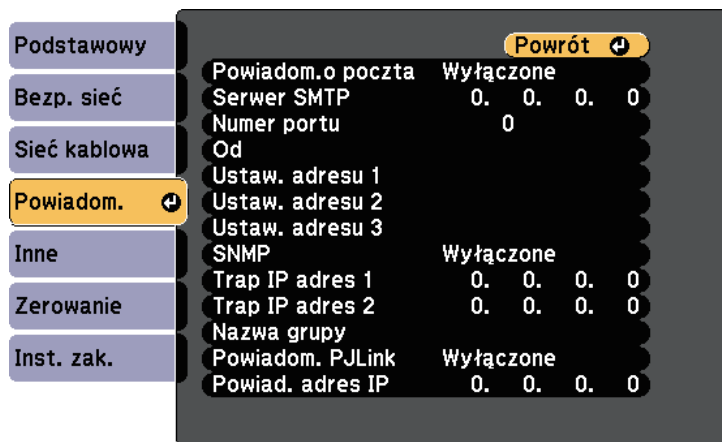 Podstawowy
Bezp. sieć
Sieć kablowa
Powiadom.
Inne
Zerowanie
Inst. zak.
Powrót
Powiadom.o poczta Wyłączone
Serwer SMTP 0. 0. 0. 0
Numer portu 0
Od
Ustaw. adresu 1
Ustaw. adresu 2
Ustaw. adresu 3
SNMP Wyłączone
Trap IP adres 1 0. 0. 0. 0
Trap IP adres 2 0. 0. 0. 0
Nazwa grupy
Powiadom. PJLink Wyłączone
Powiad. adres IP 0. 0. 0. 0